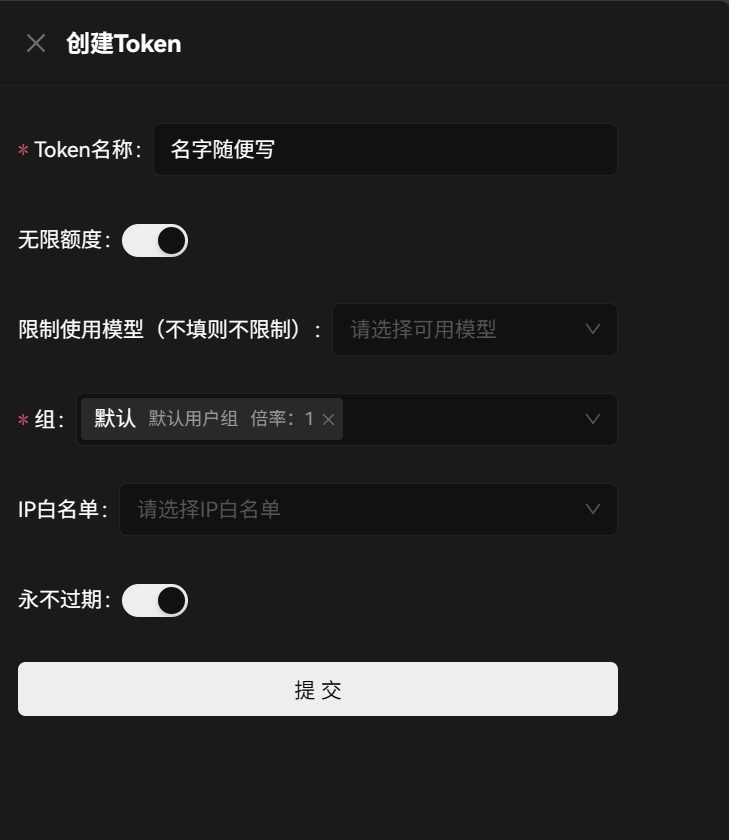 创建Token
* Token名称： 名字随便写
无限额度：
限制使用模型（不填则不限制）： 请选择可用模型
* 组： 默认 默认用户组 倍率：1
IP白名单： 请选择IP白名单
永不过期：
提 交